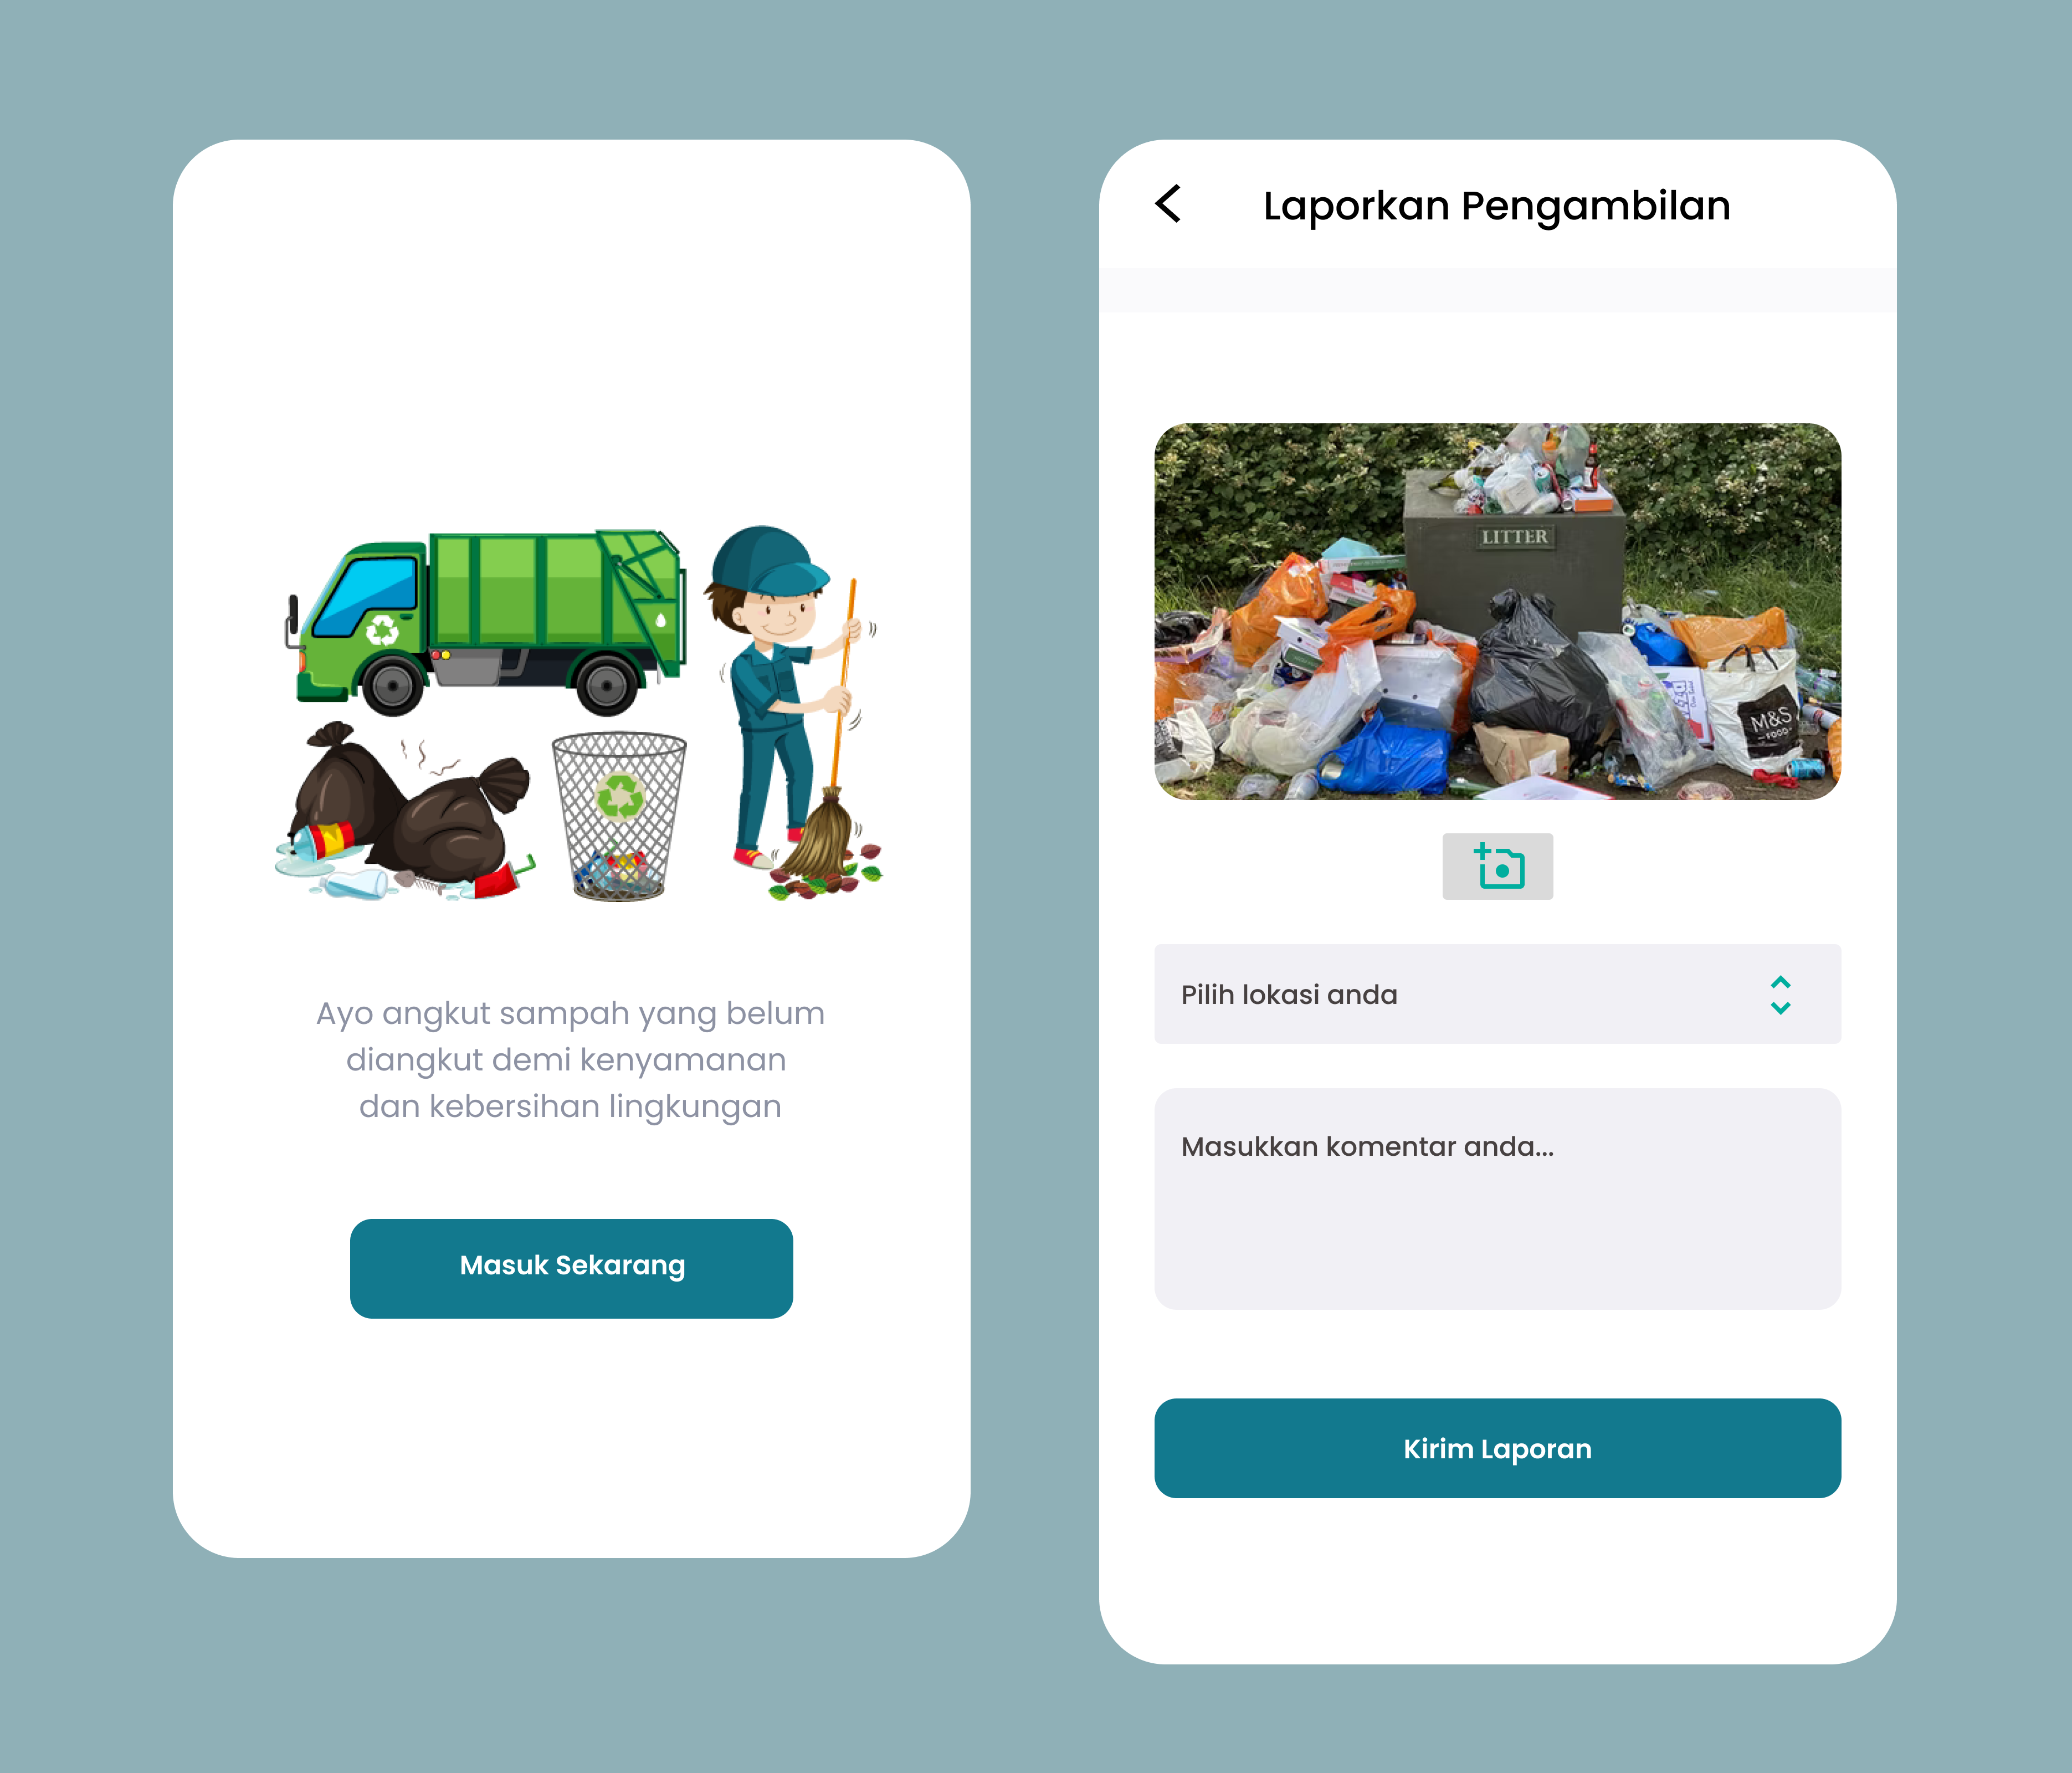 Ayo angkut sampah yang belum
diangkut demi kenyamanan
dan kebersihan lingkungan
Masuk Sekarang
Laporkan Pengambilan
LITTER
M&S
FOOD
Pilih lokasi anda
Masukkan komentar anda...
Kirim Laporan